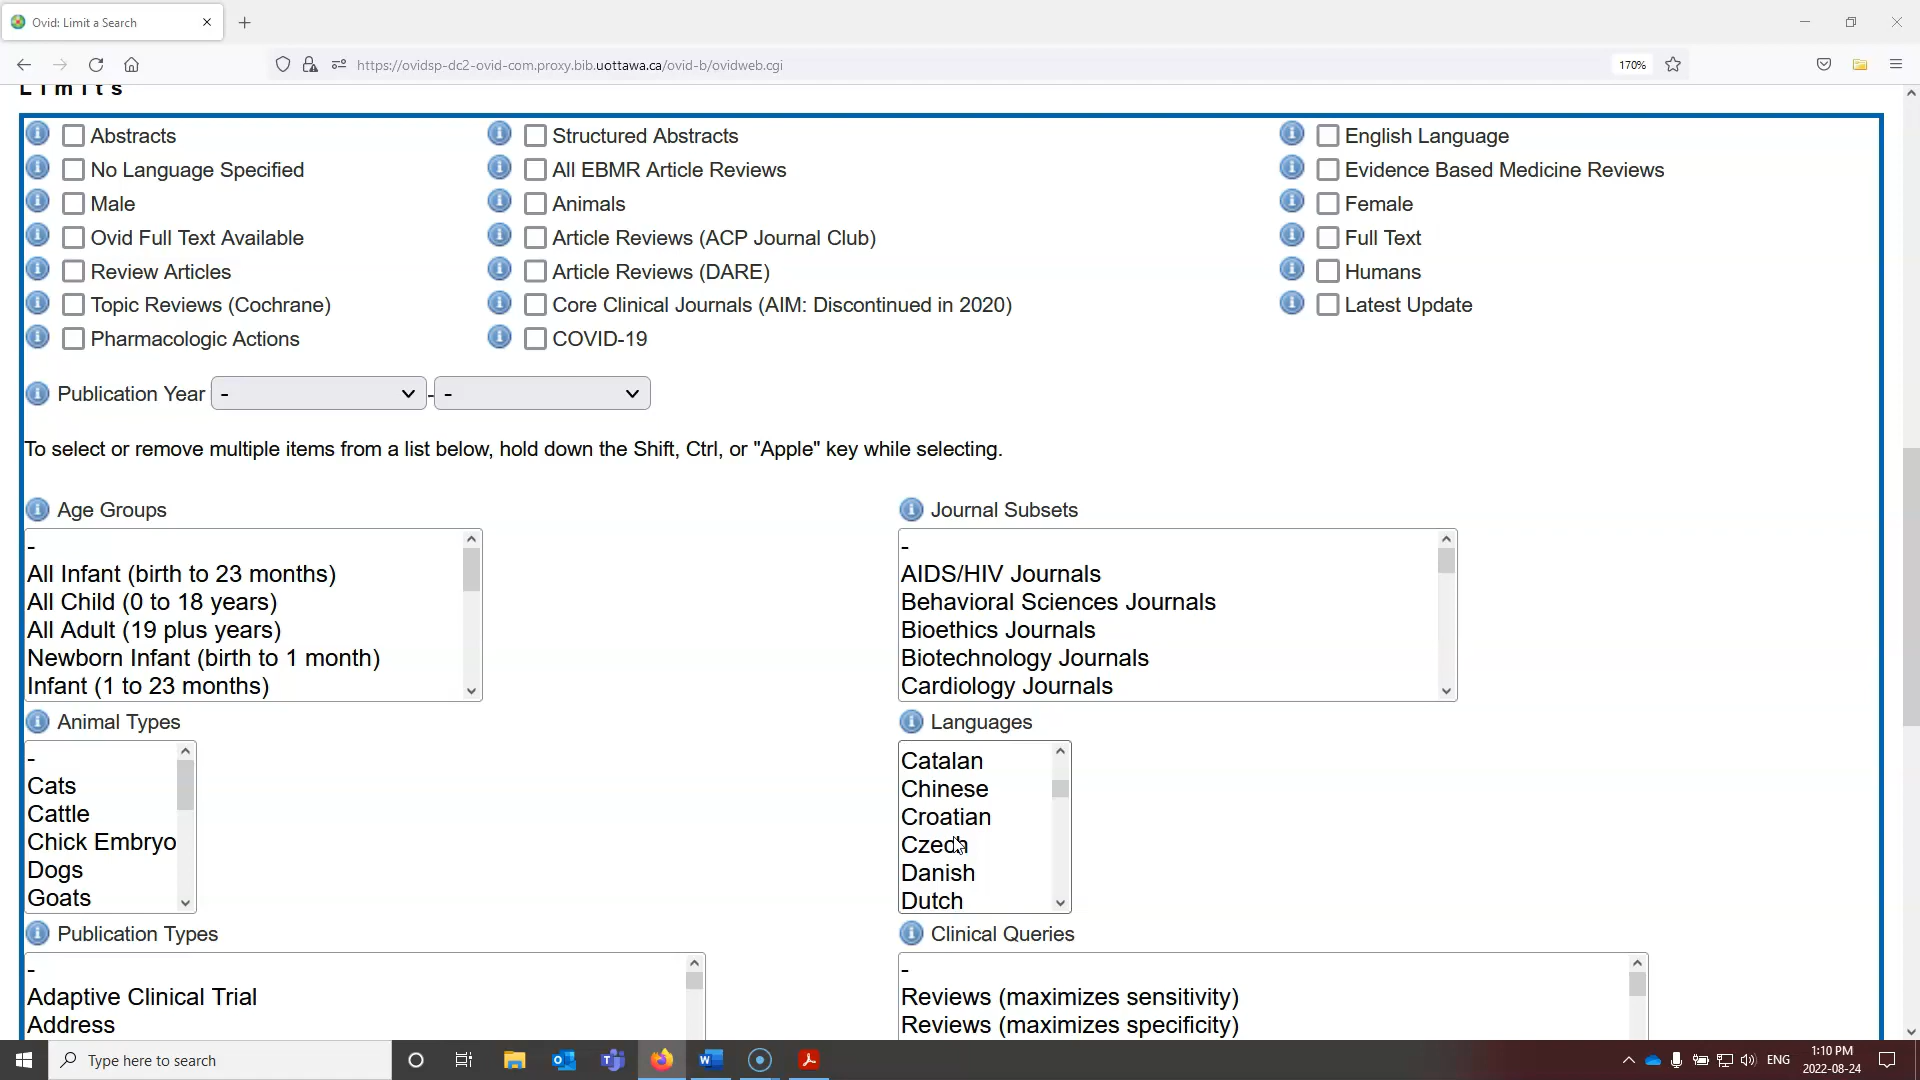 Ovid: Limit a Search
https://ovidsp-dc2-ovid-com.proxy.bib.uottawa.ca/ovid-b/ovidweb.cgi
170%
Limits
Abstracts
Structured Abstracts
English Language
No Language Specified
All EBMR Article Reviews
Evidence Based Medicine Reviews
Male
Animals
Female
Ovid Full Text Available
Article Reviews (ACP Journal Club)
Full Text
Review Articles
Article Reviews (DARE)
Humans
Topic Reviews (Cochrane)
Core Clinical Journals (AIM: Discontinued in 2020)
Latest Update
Pharmacologic Actions
COVID-19
Publication Year - - -
To select or remove multiple items from a list below, hold down the Shift, Ctrl, or "Apple" key while selecting.
Age Groups
-
All Infant (birth to 23 months)
All Child (0 to 18 years)
All Adult (19 plus years)
Newborn Infant (birth to 1 month)
Infant (1 to 23 months)
Journal Subsets
-
AIDS/HIV Journals
Behavioral Sciences Journals
Bioethics Journals
Biotechnology Journals
Cardiology Journals
Animal Types
-
Cats
Cattle
Chick Embryo
Dogs
Goats
Languages
Catalan
Chinese
Croatian
Czech
Danish
Dutch
Publication Types
-
Adaptive Clinical Trial
Address
Clinical Queries
-
Reviews (maximizes sensitivity)
Reviews (maximizes specificity)
Type here to search
ENG
1:10 PM
2022-08-24